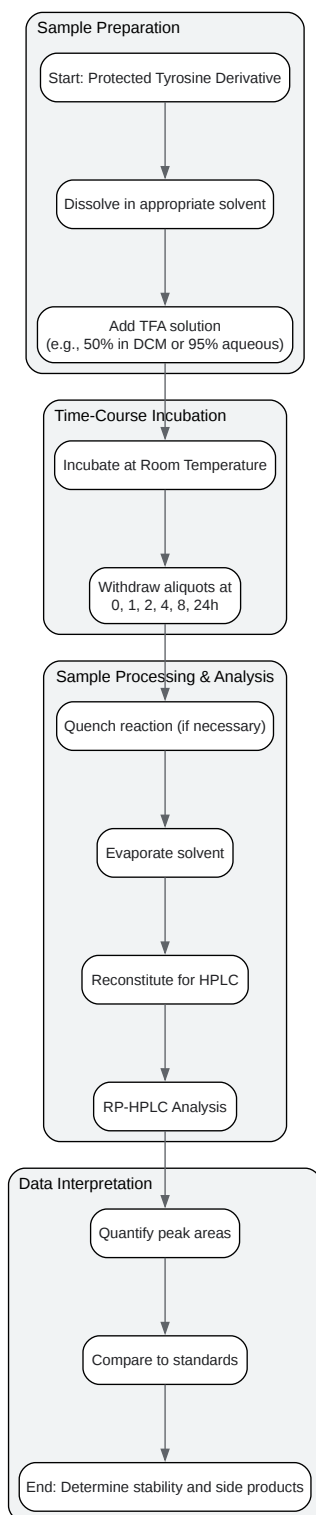 Sample Preparation
Start: Protected Tyrosine Derivative
Dissolve in appropriate solvent
Add TFA solution
(e.g., 50% in DCM or 95% aqueous)
Time-Course Incubation
Incubate at Room Temperature
Withdraw aliquots at
0, 1, 2, 4, 8, 24h
Sample Processing & Analysis
Quench reaction (if necessary)
Evaporate solvent
Reconstitute for HPLC
RP-HPLC Analysis
Data Interpretation
Quantify peak areas
Compare to standards
End: Determine stability and side products